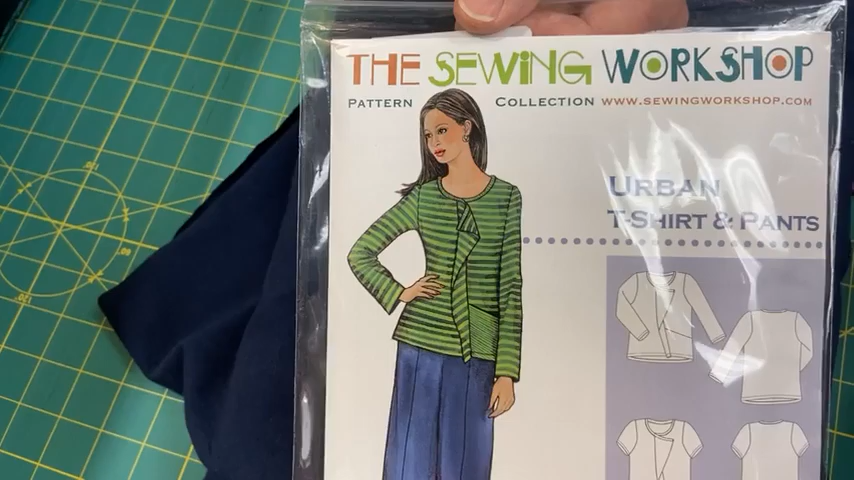 THE SEWING WORKSHOP
PATTERN COLLECTION WWW.SEWINGWORKSHOP.COM
URBAN
T-SHIRT & PANTS